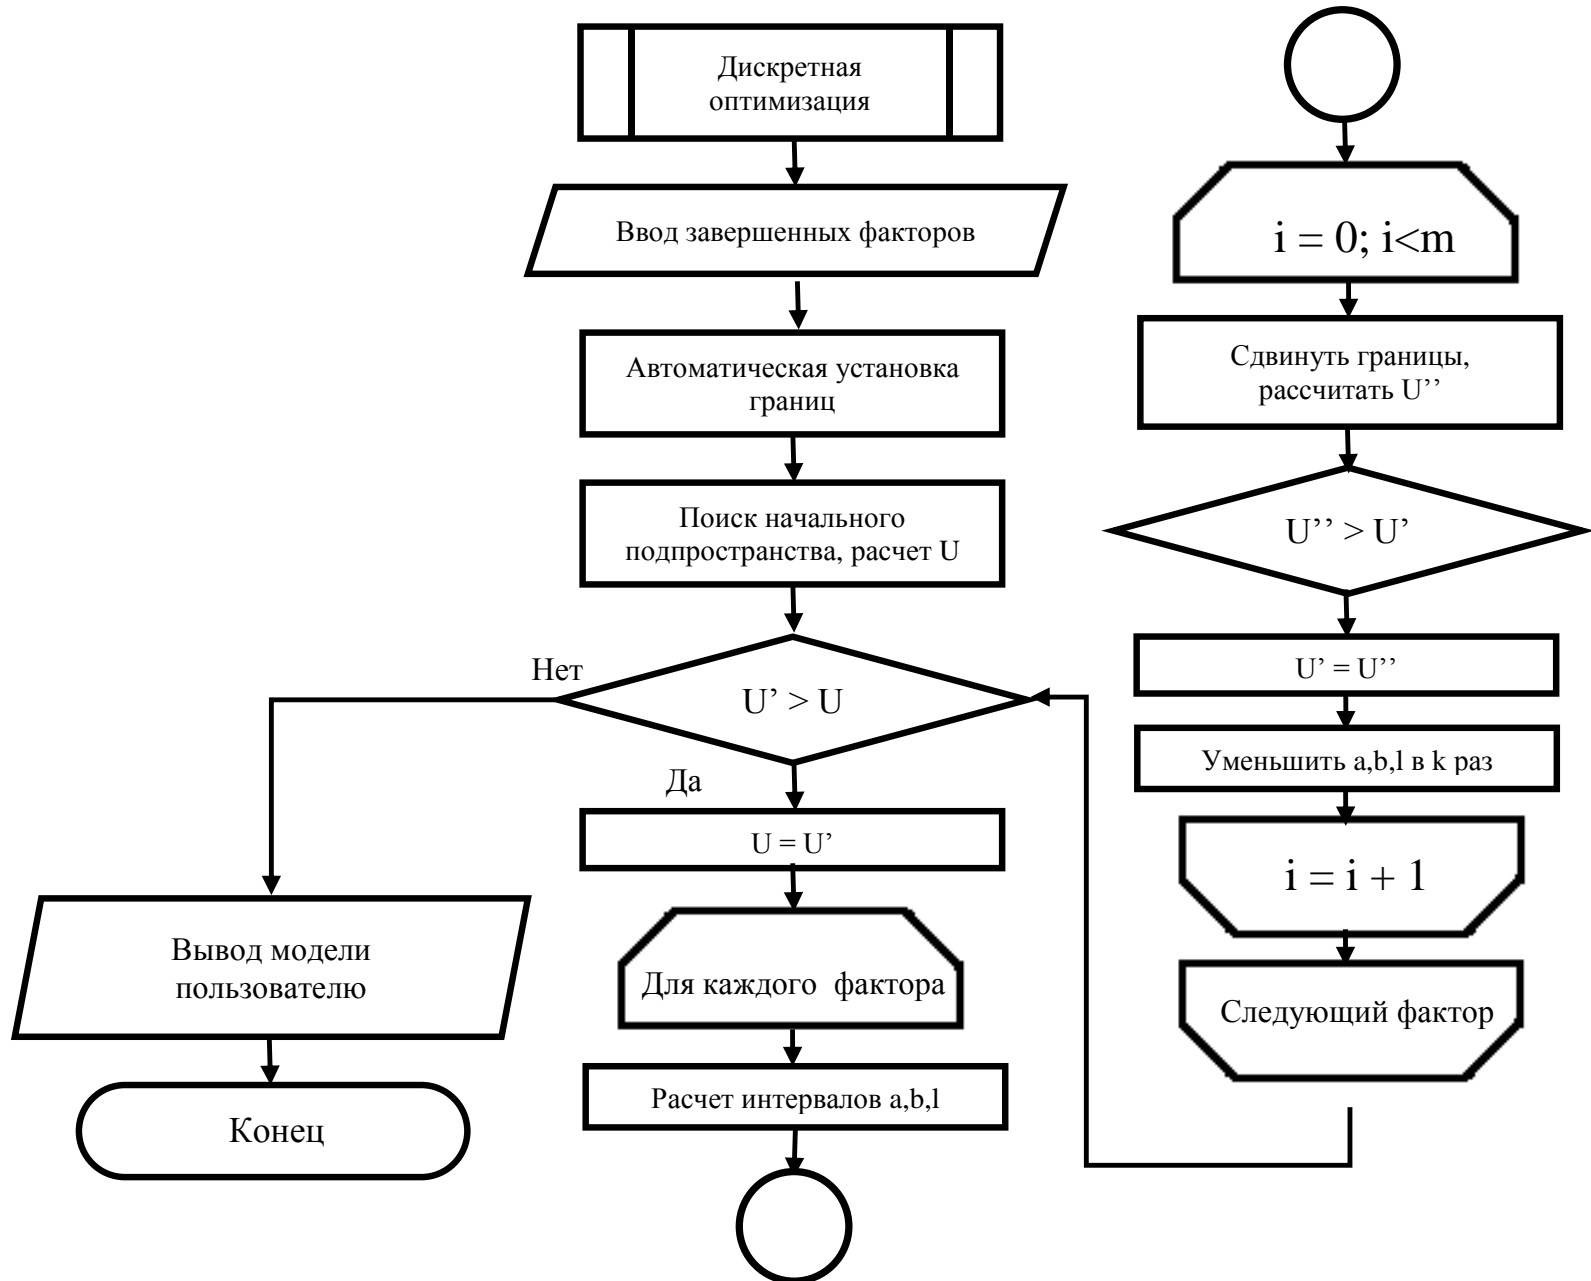 Дискретная
оптимизация
Ввод завершенных факторов
Автоматическая установка
границ
Поиск начального
подпространства, расчет U
Нет
U’ > U
Да
U = U’
Для каждого фактора
Расчет интервалов a,b,l
Вывод модели
пользователю
Конец
i = 0; i<m
Сдвинуть границы,
рассчитать U’’
U’’ > U’
U’ = U’’
Уменьшить a,b,l в k раз
i = i + 1
Следующий фактор